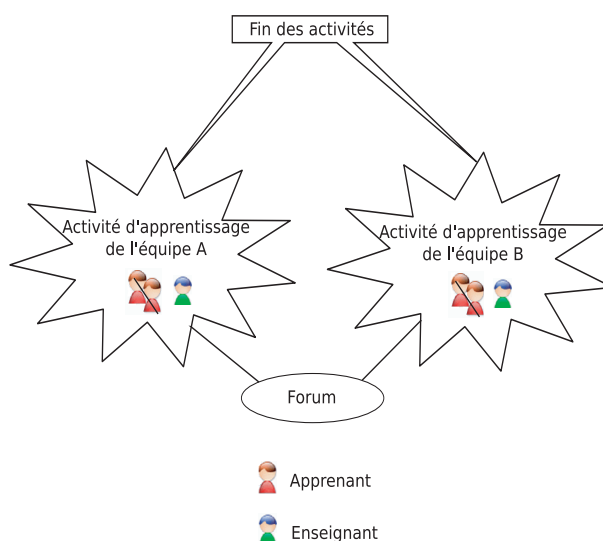 Fin des activités
Activité d'apprentissage
de l'équipe A
Activité d'apprentissage
de l'équipe B
Forum
Apprenant
Enseignant